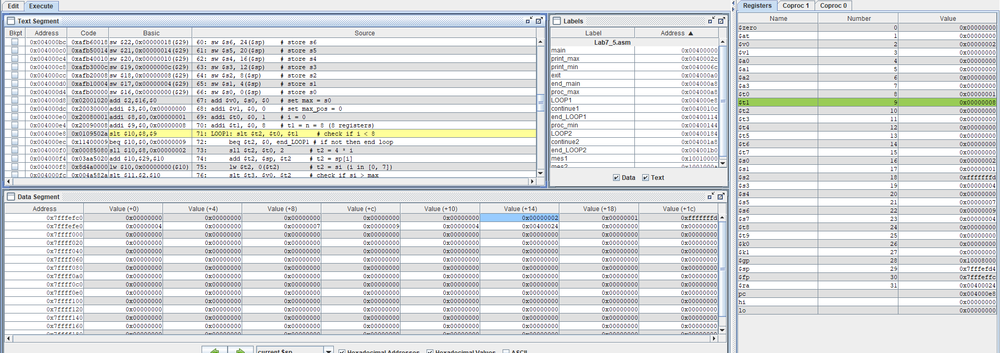 Edit Execute
Text Segment
Bkpt Address Code Basic Source
0x004000bc 0xafb60018 sw $22,0x00000018($29) 60: sw $s6, 24($sp) # store s6
0x004000c0 0xafb50014 sw $21,0x00000014($29) 61: sw $s5, 20($sp) # store s5
0x004000c4 0xafb40010 sw $20,0x00000010($29) 62: sw $s4, 16($sp) # store s4
0x004000c8 0xafb3000c sw $19,0x0000000c($29) 63: sw $s3, 12($sp) # store s3
0x004000cc 0xafb20008 sw $18,0x00000008($29) 64: sw $s2, 8($sp) # store s2
0x004000d0 0xafb10004 sw $17,0x00000004($29) 65: sw $s1, 4($sp) # store s1
0x004000d4 0xafb00000 sw $16,0x00000000($29) 66: sw $s0, 0($sp) # store s0
0x004000d8 0x02001020 add $2,$16,$0 67: add $v0, $s0, $0 # set max = s0
0x004000dc 0x20030000 addi $3,$0,0x00000000 68: addi $v1, $0, 0 # set max_pos = 0
0x004000e0 0x20080001 addi $8,$0,0x00000001 69: addi $t0, $0, 1 # i = 0
0x004000e4 0x20090008 addi $9,$0,0x00000008 70: addi $t1, $0, 8 # t1 = n = 8 (8 registers)
0x004000e8 0x0109502a slt $10,$8,$9 71: LOOP1: slt $t2, $t0, $t1 # check if i < 8
0x004000ec 0x11400009 beq $10,$0,0x00000009 72: beq $t2, $0, end_LOOP1 # if not then end loop
0x004000f0 0x00085080 sll $10,$8,0x00000002 73: sll $t2, $t0, 2 # t2 = 4 * i
0x004000f4 0x03aa5020 add $10,$29,$10 74: add $t2, $sp, $t2 # t2 = sp[i]
0x004000f8 0x8d4a0000 lw $10,0x00000000($10) 75: lw $t2, 0($t2) # t2 = si (i in [0, 7])
0x004000fc 0x004a582a slt $11,$2,$10 76: slt $t3, $v0, $t2 # check if si > max
Labels
Label Address ▲
Lab7_5.asm
main 0x00400000
print_max 0x0040002c
print_min 0x0040006c
exit 0x004000a0
end_main 0x004000a8
proc_max 0x004000a8
LOOP1 0x004000e8
continue1 0x0040010c
end_LOOP1 0x00400114
proc_min 0x00400144
LOOP2 0x00400184
continue2 0x004001a8
end_LOOP2 0x004001b0
mes1 0x10010000
mes2 0x1001000a
Data Text
Data Segment
Address Value (+0) Value (+4) Value (+8) Value (+c) Value (+10) Value (+14) Value (+18) Value (+1c)
0x7fffefc0 0x00000000 0x00000000 0x00000000 0x00000000 0x00000000 0x00000002 0x00000001 0xfffffffd
0x7fffefe0 0x00000004 0x00000000 0x00000007 0x00000009 0x00000004 0x00400024 0x00000000 0x00000000
0x7ffff000 0x00000000 0x00000000 0x00000000 0x00000000 0x00000000 0x00000000 0x00000000 0x00000000
0x7ffff020 0x00000000 0x00000000 0x00000000 0x00000000 0x00000000 0x00000000 0x00000000 0x00000000
0x7ffff040 0x00000000 0x00000000 0x00000000 0x00000000 0x00000000 0x00000000 0x00000000 0x00000000
0x7ffff060 0x00000000 0x00000000 0x00000000 0x00000000 0x00000000 0x00000000 0x00000000 0x00000000
0x7ffff080 0x00000000 0x00000000 0x00000000 0x00000000 0x00000000 0x00000000 0x00000000 0x00000000
0x7ffff0a0 0x00000000 0x00000000 0x00000000 0x00000000 0x00000000 0x00000000 0x00000000 0x00000000
0x7ffff0c0 0x00000000 0x00000000 0x00000000 0x00000000 0x00000000 0x00000000 0x00000000 0x00000000
0x7ffff0e0 0x00000000 0x00000000 0x00000000 0x00000000 0x00000000 0x00000000 0x00000000 0x00000000
0x7ffff100 0x00000000 0x00000000 0x00000000 0x00000000 0x00000000 0x00000000 0x00000000 0x00000000
0x7ffff120 0x00000000 0x00000000 0x00000000 0x00000000 0x00000000 0x00000000 0x00000000 0x00000000
0x7ffff140 0x00000000 0x00000000 0x00000000 0x00000000 0x00000000 0x00000000 0x00000000 0x00000000
0x7ffff160 0x00000000 0x00000000 0x00000000 0x00000000 0x00000000 0x00000000 0x00000000 0x00000000
0x7ffff180 0x00000000 0x00000000 0x00000000 0x00000000 0x00000000 0x00000000 0x00000000 0x00000000
current $sp Hexadecimal Addresses Hexadecimal Values ASCII
Registers Coproc 1 Coproc 0
Name Number Value
$zero 0 0x00000000
$at 1 0x00000000
$v0 2 0x00000002
$v1 3 0x00000000
$a0 4 0x00000000
$a1 5 0x00000000
$a2 6 0x00000000
$a3 7 0x00000000
$t0 8 0x00000001
$t1 9 0x00000008
$t2 10 0x00000000
$t3 11 0x00000000
$t4 12 0x00000000
$t5 13 0x00000000
$t6 14 0x00000000
$t7 15 0x00000000
$s0 16 0x00000002
$s1 17 0x00000001
$s2 18 0xfffffffd
$s3 19 0x00000004
$s4 20 0x00000000
$s5 21 0x00000007
$s6 22 0x00000009
$s7 23 0x00000004
$t8 24 0x00000000
$t9 25 0x00000000
$k0 26 0x00000000
$k1 27 0x00000000
$gp 28 0x10008000
$sp 29 0x7fffefd4
$fp 30 0x7fffeffc
$ra 31 0x00400024
pc 0x004000e8
hi 0x00000000
lo 0x00000000